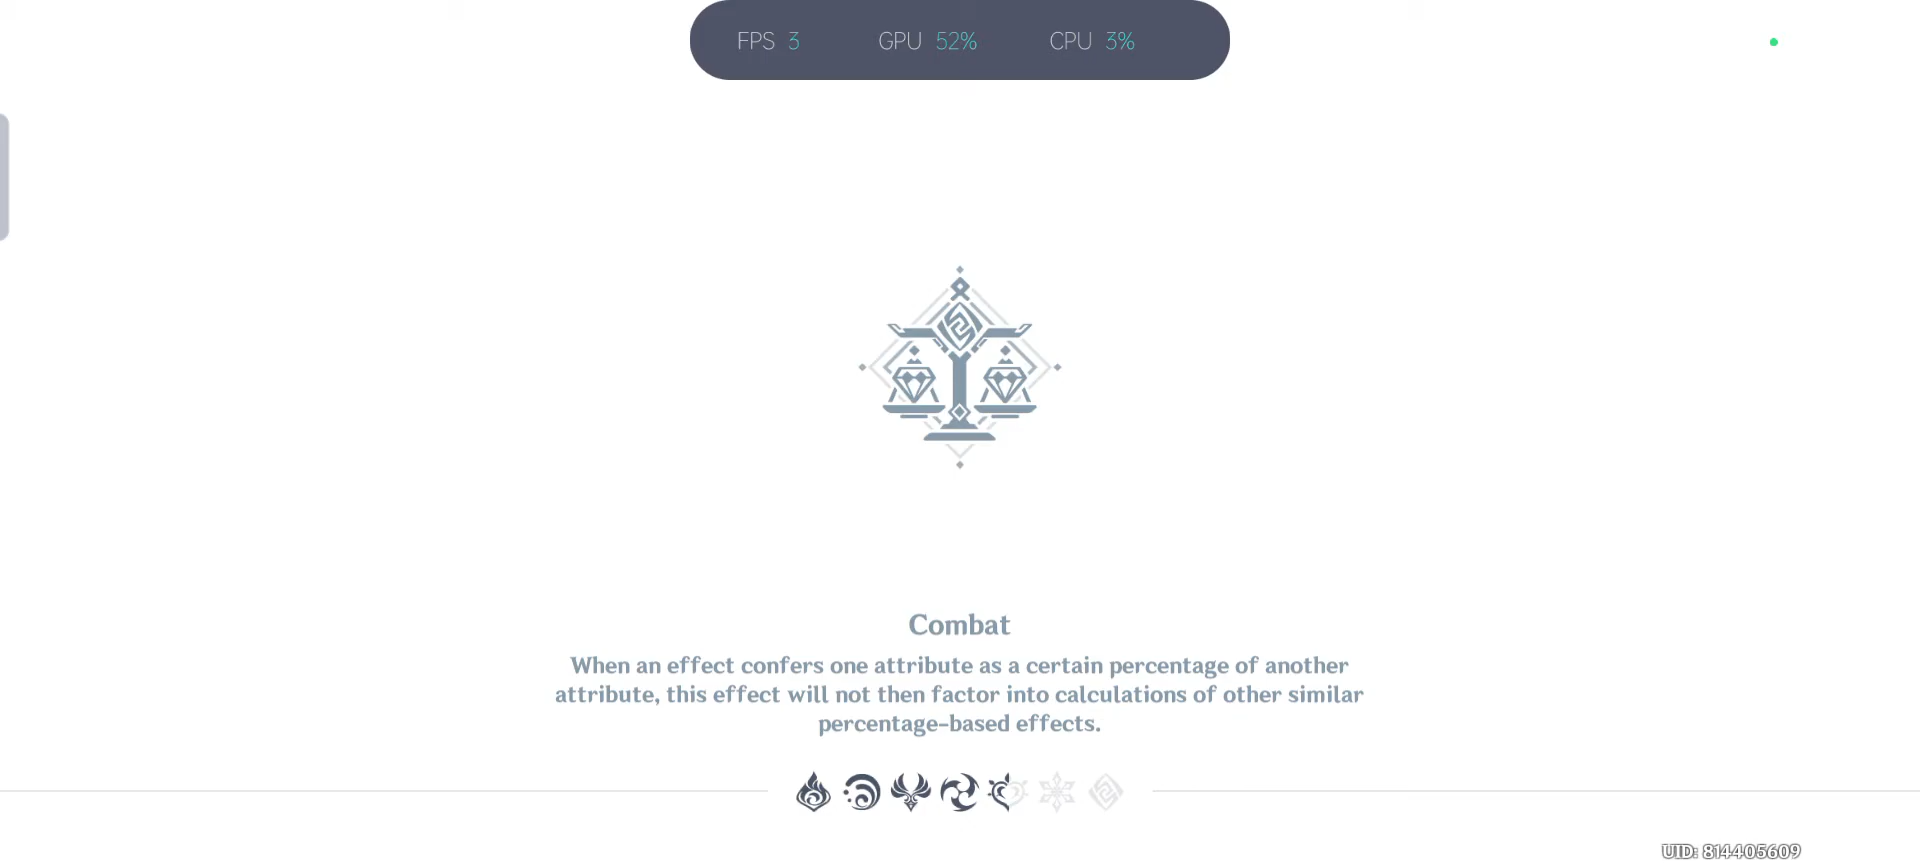 FPS 3 GPU 52% CPU 3%
Combat
When an effect confers one attribute as a certain percentage of another
attribute, this effect will not then factor into calculations of other similar
percentage-based effects.
UID: 814405609